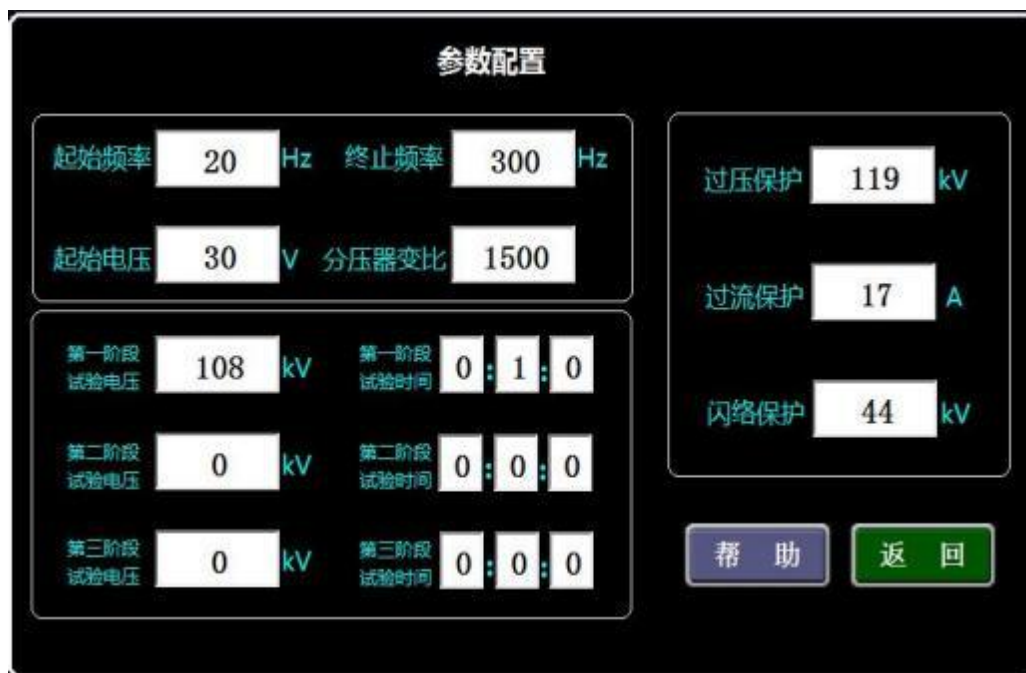 参数配置
起始频率 20 Hz 终止频率 300 Hz
起始电压 30 V 分压器变比 1500
第一阶段试验电压 108 kV 第一阶段试验时间 0:1:0
第二阶段试验电压 0 kV 第二阶段试验时间 0:0:0
第三阶段试验电压 0 kV 第三阶段试验时间 0:0:0
过压保护 119 kV
过流保护 17 A
闪络保护 44 kV
帮助 返回